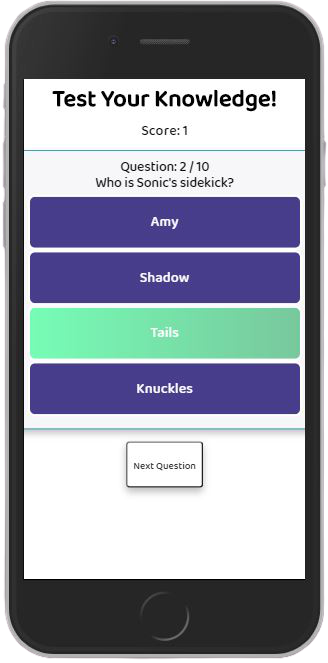 Test Your Knowledge!
Score: 1
Question: 2 / 10
Who is Sonic's sidekick?
Amy
Shadow
Tails
Knuckles
Next Question